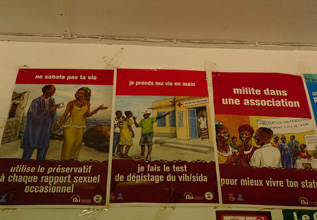 ne sabote pas ta vie
utilise le préservatif
à chaque rapport sexuel
occasionnel
je prends ma vie en main
je fais le test
de dépistage du vih/sida
milite dans
une association
pour mieux vivre ton stat